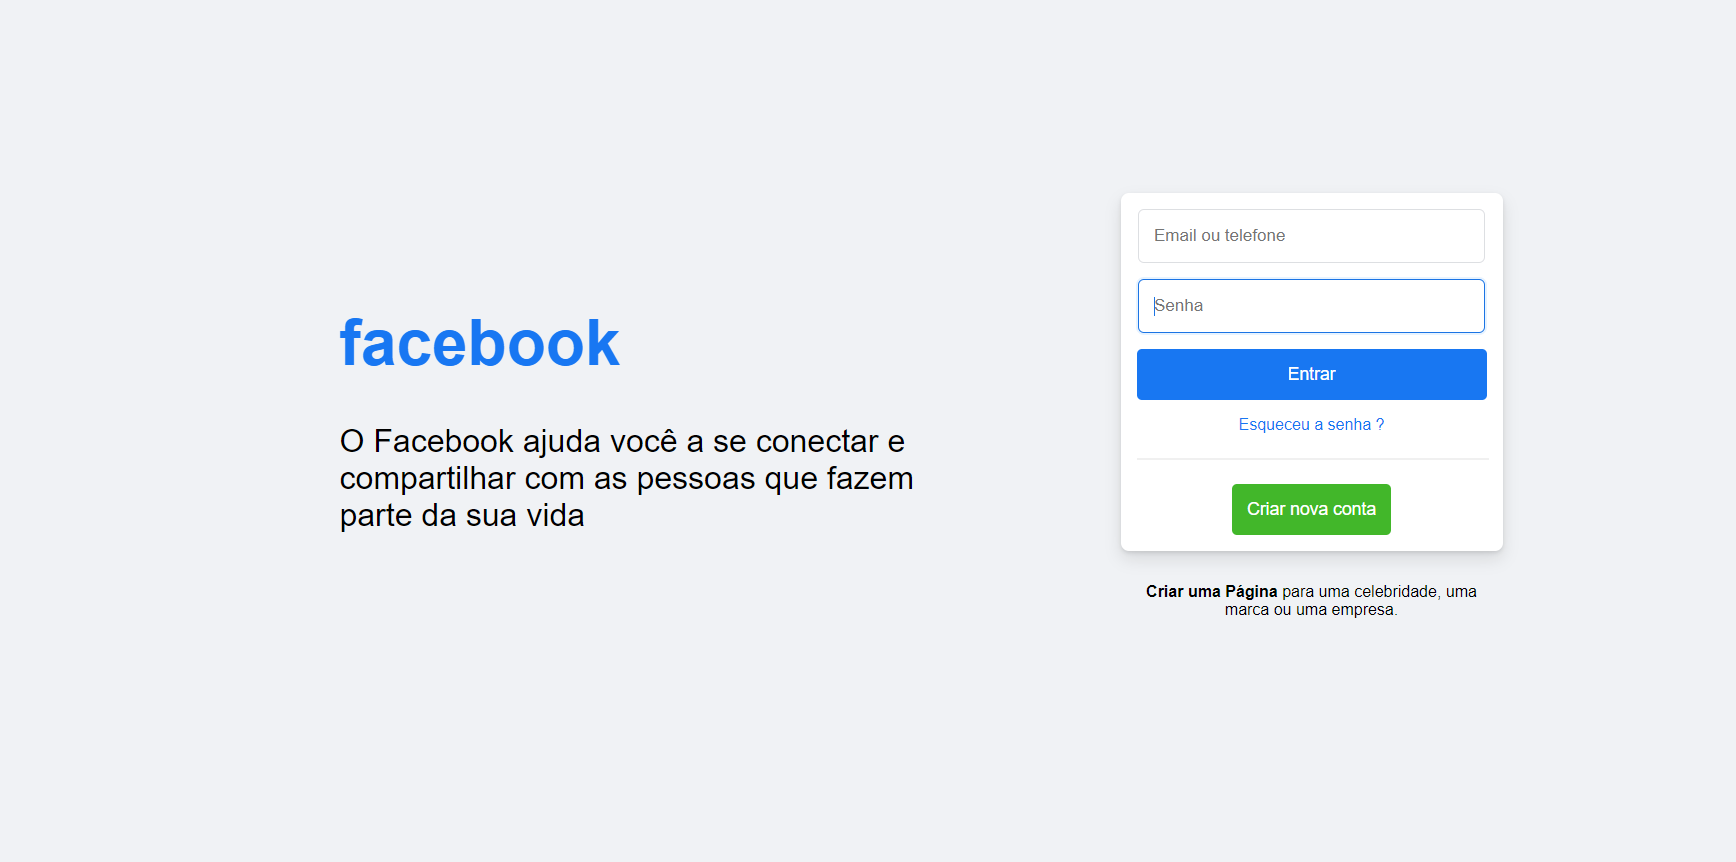 facebook
O Facebook ajuda você a se conectar e
compartilhar com as pessoas que fazem
parte da sua vida
Email ou telefone
Senha
Entrar
Esqueceu a senha ?
Criar nova conta
Criar uma Página para uma celebridade, uma
marca ou uma empresa.